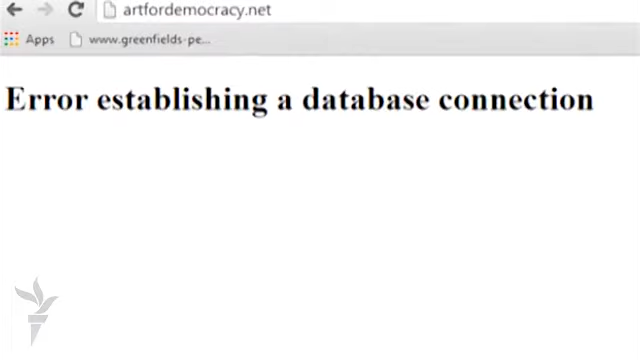 artfordemocracy.net
Apps www.greenfields-pe...
Error establishing a database connection